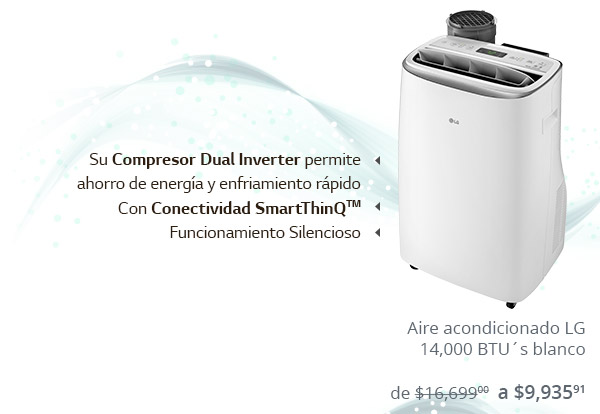 LG
Su Compresor Dual Inverter permite
ahorro de energía y enfriamiento rápido
Con Conectividad SmartThinQ™
Funcionamiento Silencioso
Aire acondicionado LG
14,000 BTU´s blanco
de $16,699⁰⁰ a $9,935⁹¹